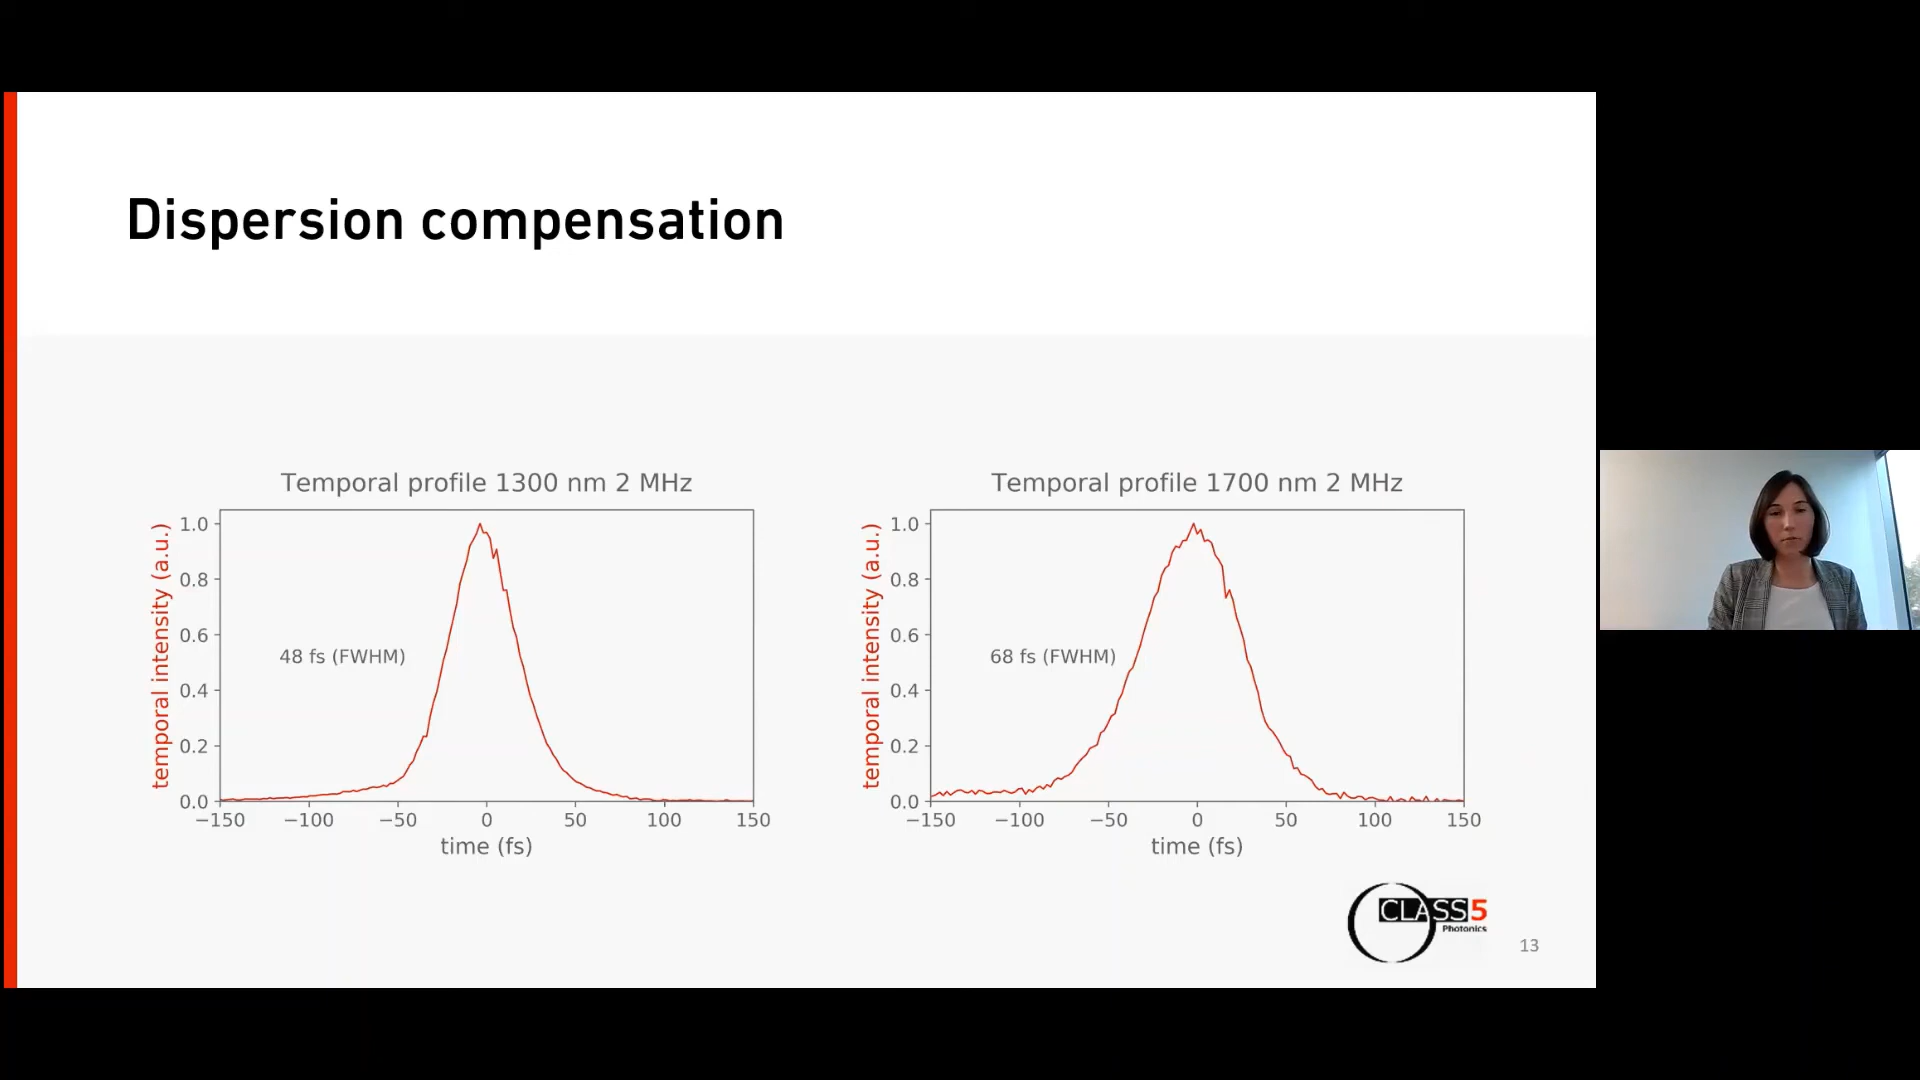 Dispersion compensation
Temporal profile 1300 nm 2 MHz
temporal intensity (a.u.)
1.0
0.8
0.6
0.4
0.2
0.0
48 fs (FWHM)
−150 −100 −50 0 50 100 150
time (fs)
Temporal profile 1700 nm 2 MHz
temporal intensity (a.u.)
1.0
0.8
0.6
0.4
0.2
0.0
68 fs (FWHM)
−150 −100 −50 0 50 100 150
time (fs)
CLASS5
Photonics
13